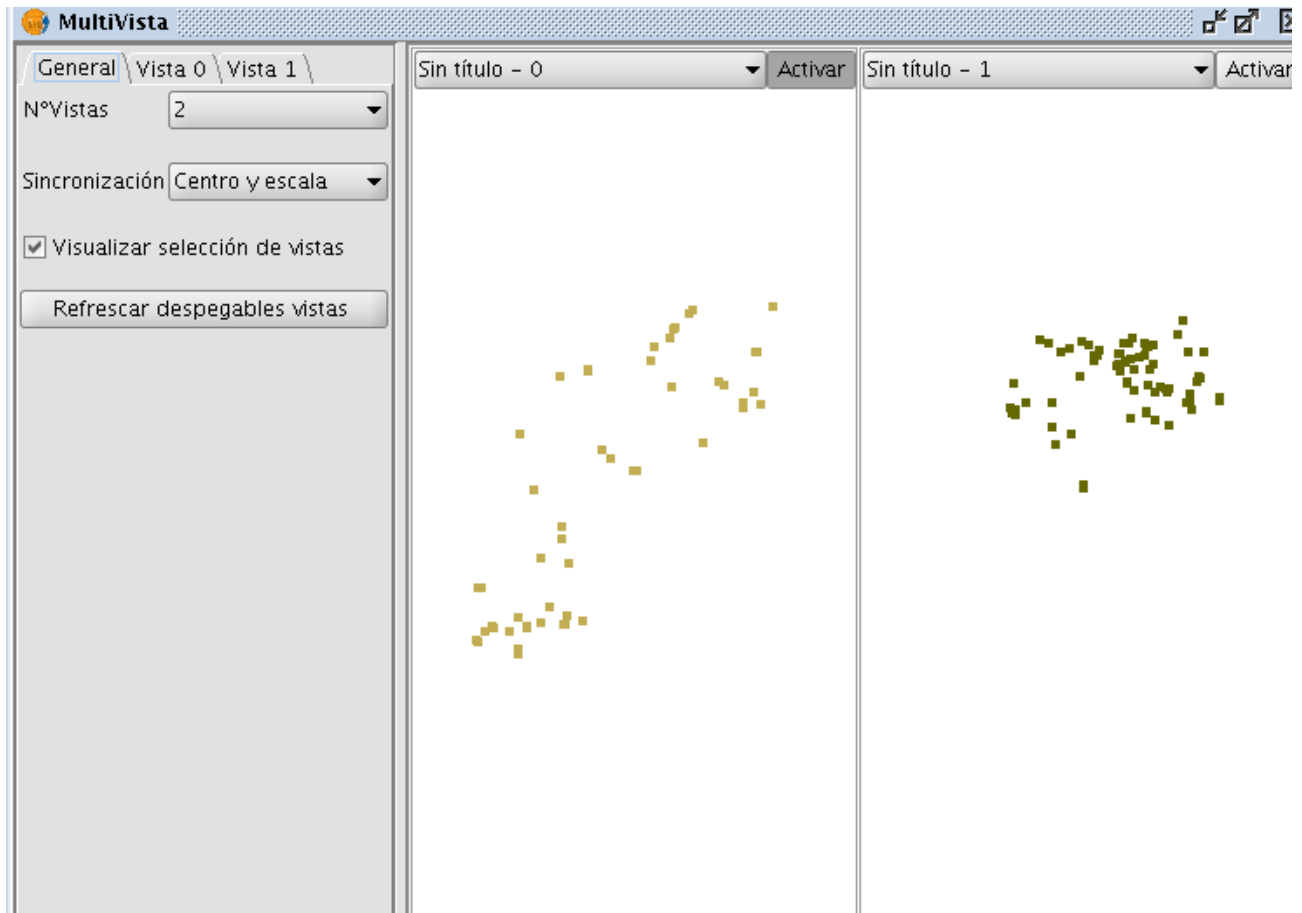 MultiVista
General Vista 0 Vista 1
Sin título - 0 Activar Sin título - 1 Activar
N°Vistas 2
Sincronización Centro y escala
Visualizar selección de vistas
Refrescar despegables vistas